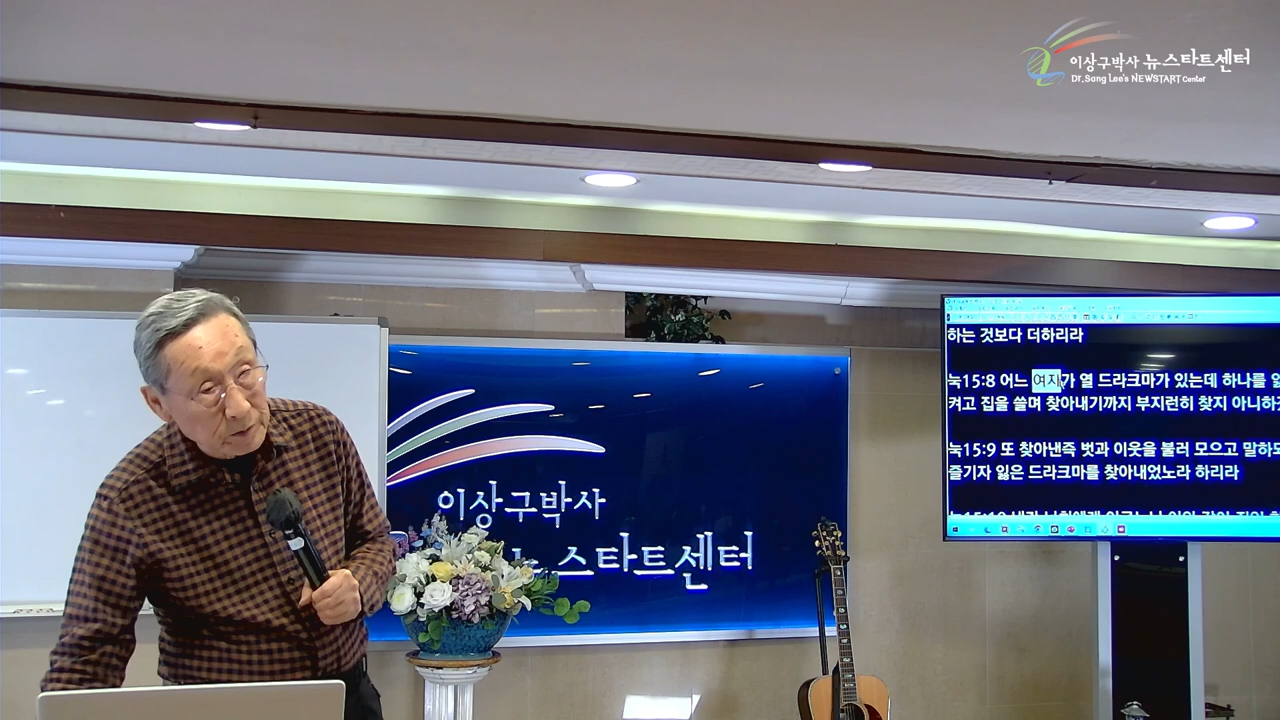 이상구박사 뉴스타트센터
Dr.Sang Lee's NEWSTART Center
하는 것보다 더하리라
눅15:8 어느 여자가 열 드라크마가 있는데 하나를
켜고 집을 쓸며 찾아내기까지 부지런히 찾지 아니하
눅15:9 또 찾아낸즉 벗과 이웃을 불러 모으고 말하되
즐기자 잃은 드라크마를 찾아내었노라 하리라
이상구박사
뉴스타트센터